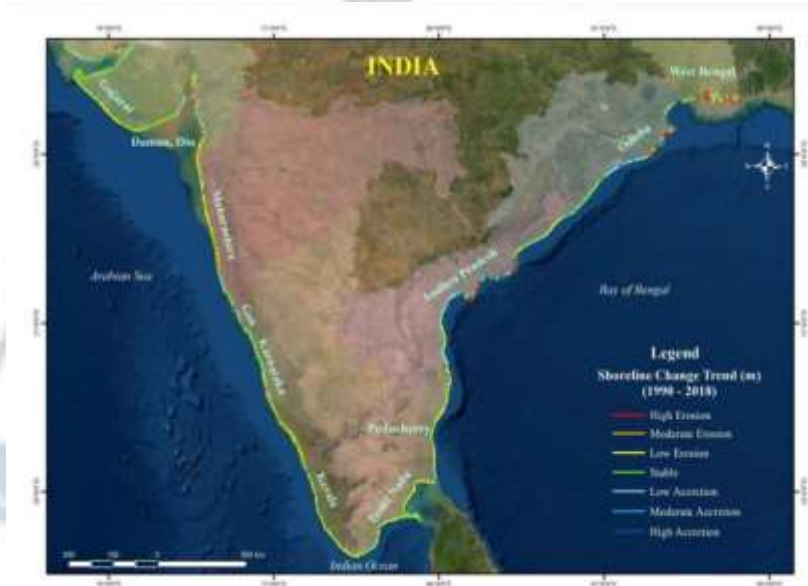 INDIA
West Bengal
Gujarat
Daman, Diu
Odisha
Maharashtra
Arabian Sea
Andhra Pradesh
Bay of Bengal
Goa
Karnataka
Legend
Shoreline Change Trend (m)
(1990 - 2018)
High Erosion
Moderate Erosion
Low Erosion
Stable
Low Accretion
Moderate Accretion
High Accretion
Puducherry
Kerala
Tamil Nadu
Indian Ocean